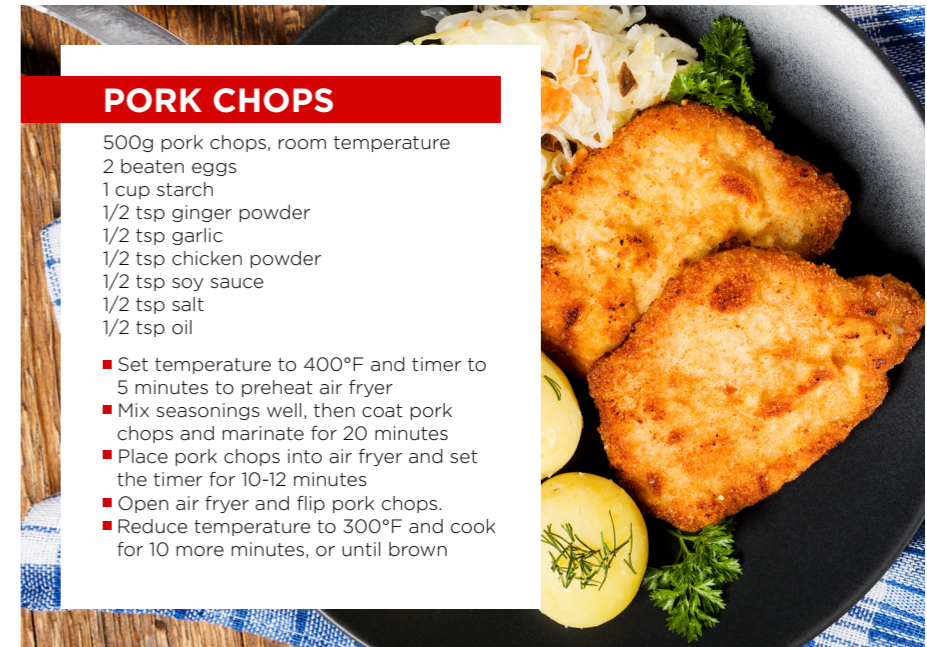 PORK CHOPS
500g pork chops, room temperature
2 beaten eggs
1 cup starch
1/2 tsp ginger powder
1/2 tsp garlic
1/2 tsp chicken powder
1/2 tsp soy sauce
1/2 tsp salt
1/2 tsp oil
■ Set temperature to 400°F and timer to
5 minutes to preheat air fryer
■ Mix seasonings well, then coat pork
chops and marinate for 20 minutes
■ Place pork chops into air fryer and set
the timer for 10-12 minutes
■ Open air fryer and flip pork chops.
■ Reduce temperature to 300°F and cook
for 10 more minutes, or until brown